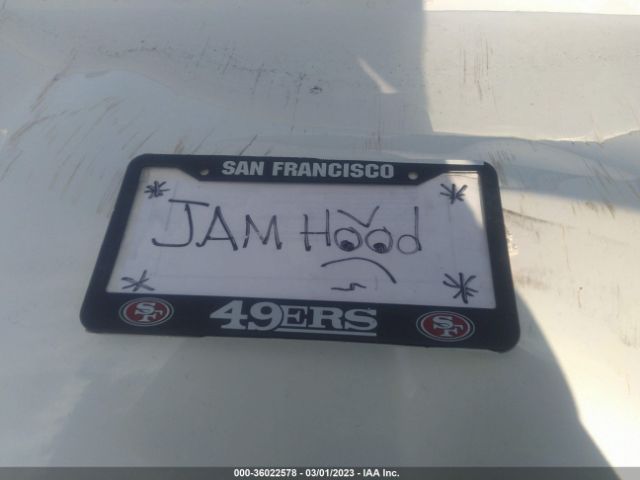 SAN FRANCISCO
JAM Hood
49ERS
SF SF
000-36022578 - 03/01/2023 - IAA Inc.